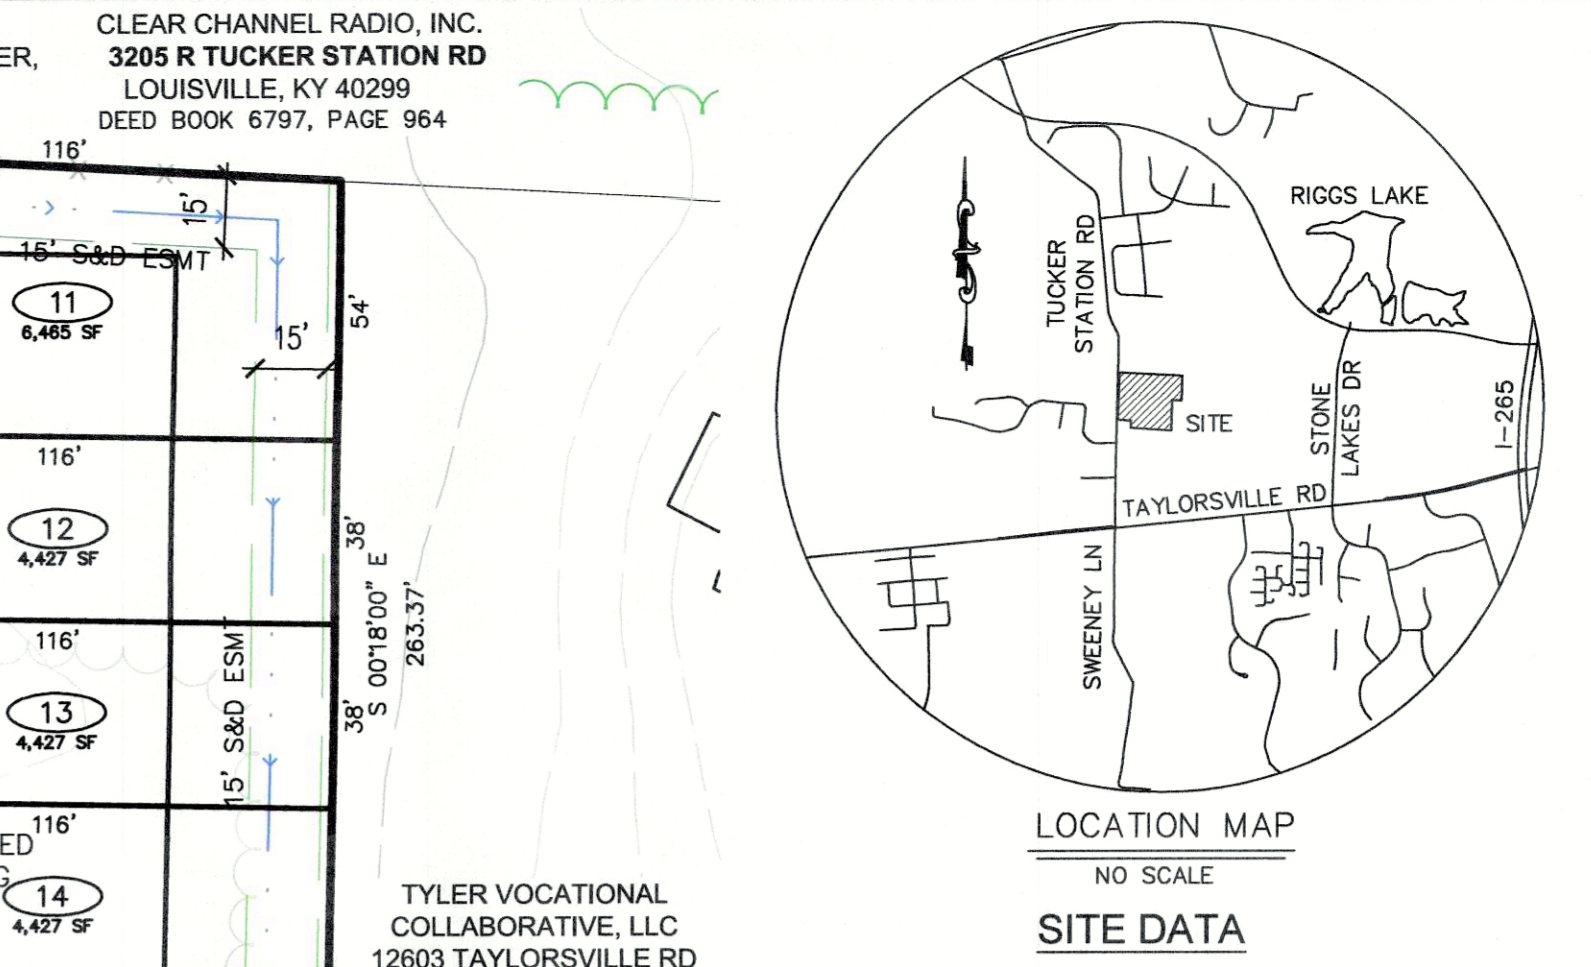 CLEAR CHANNEL RADIO, INC.
ER,
3205 R TUCKER STATION RD
LOUISVILLE, KY 40299
DEED BOOK 6797, PAGE 964
116'
15'
15' S&D ESMT
11
6,465 SF
15'
54'
116'
12
4,427 SF
38'
S 00°18'00" E
263.37'
116'
13
4,427 SF
15' S&D ESMT
38'
116'
ED
G
14
4,427 SF
TYLER VOCATIONAL
COLLABORATIVE, LLC
12603 TAYLORSVILLE RD
RIGGS LAKE
TUCKER
STATION RD
SITE
STONE
LAKES DR
I-265
TAYLORSVILLE RD
SWEENEY LN
LOCATION MAP
NO SCALE
SITE DATA